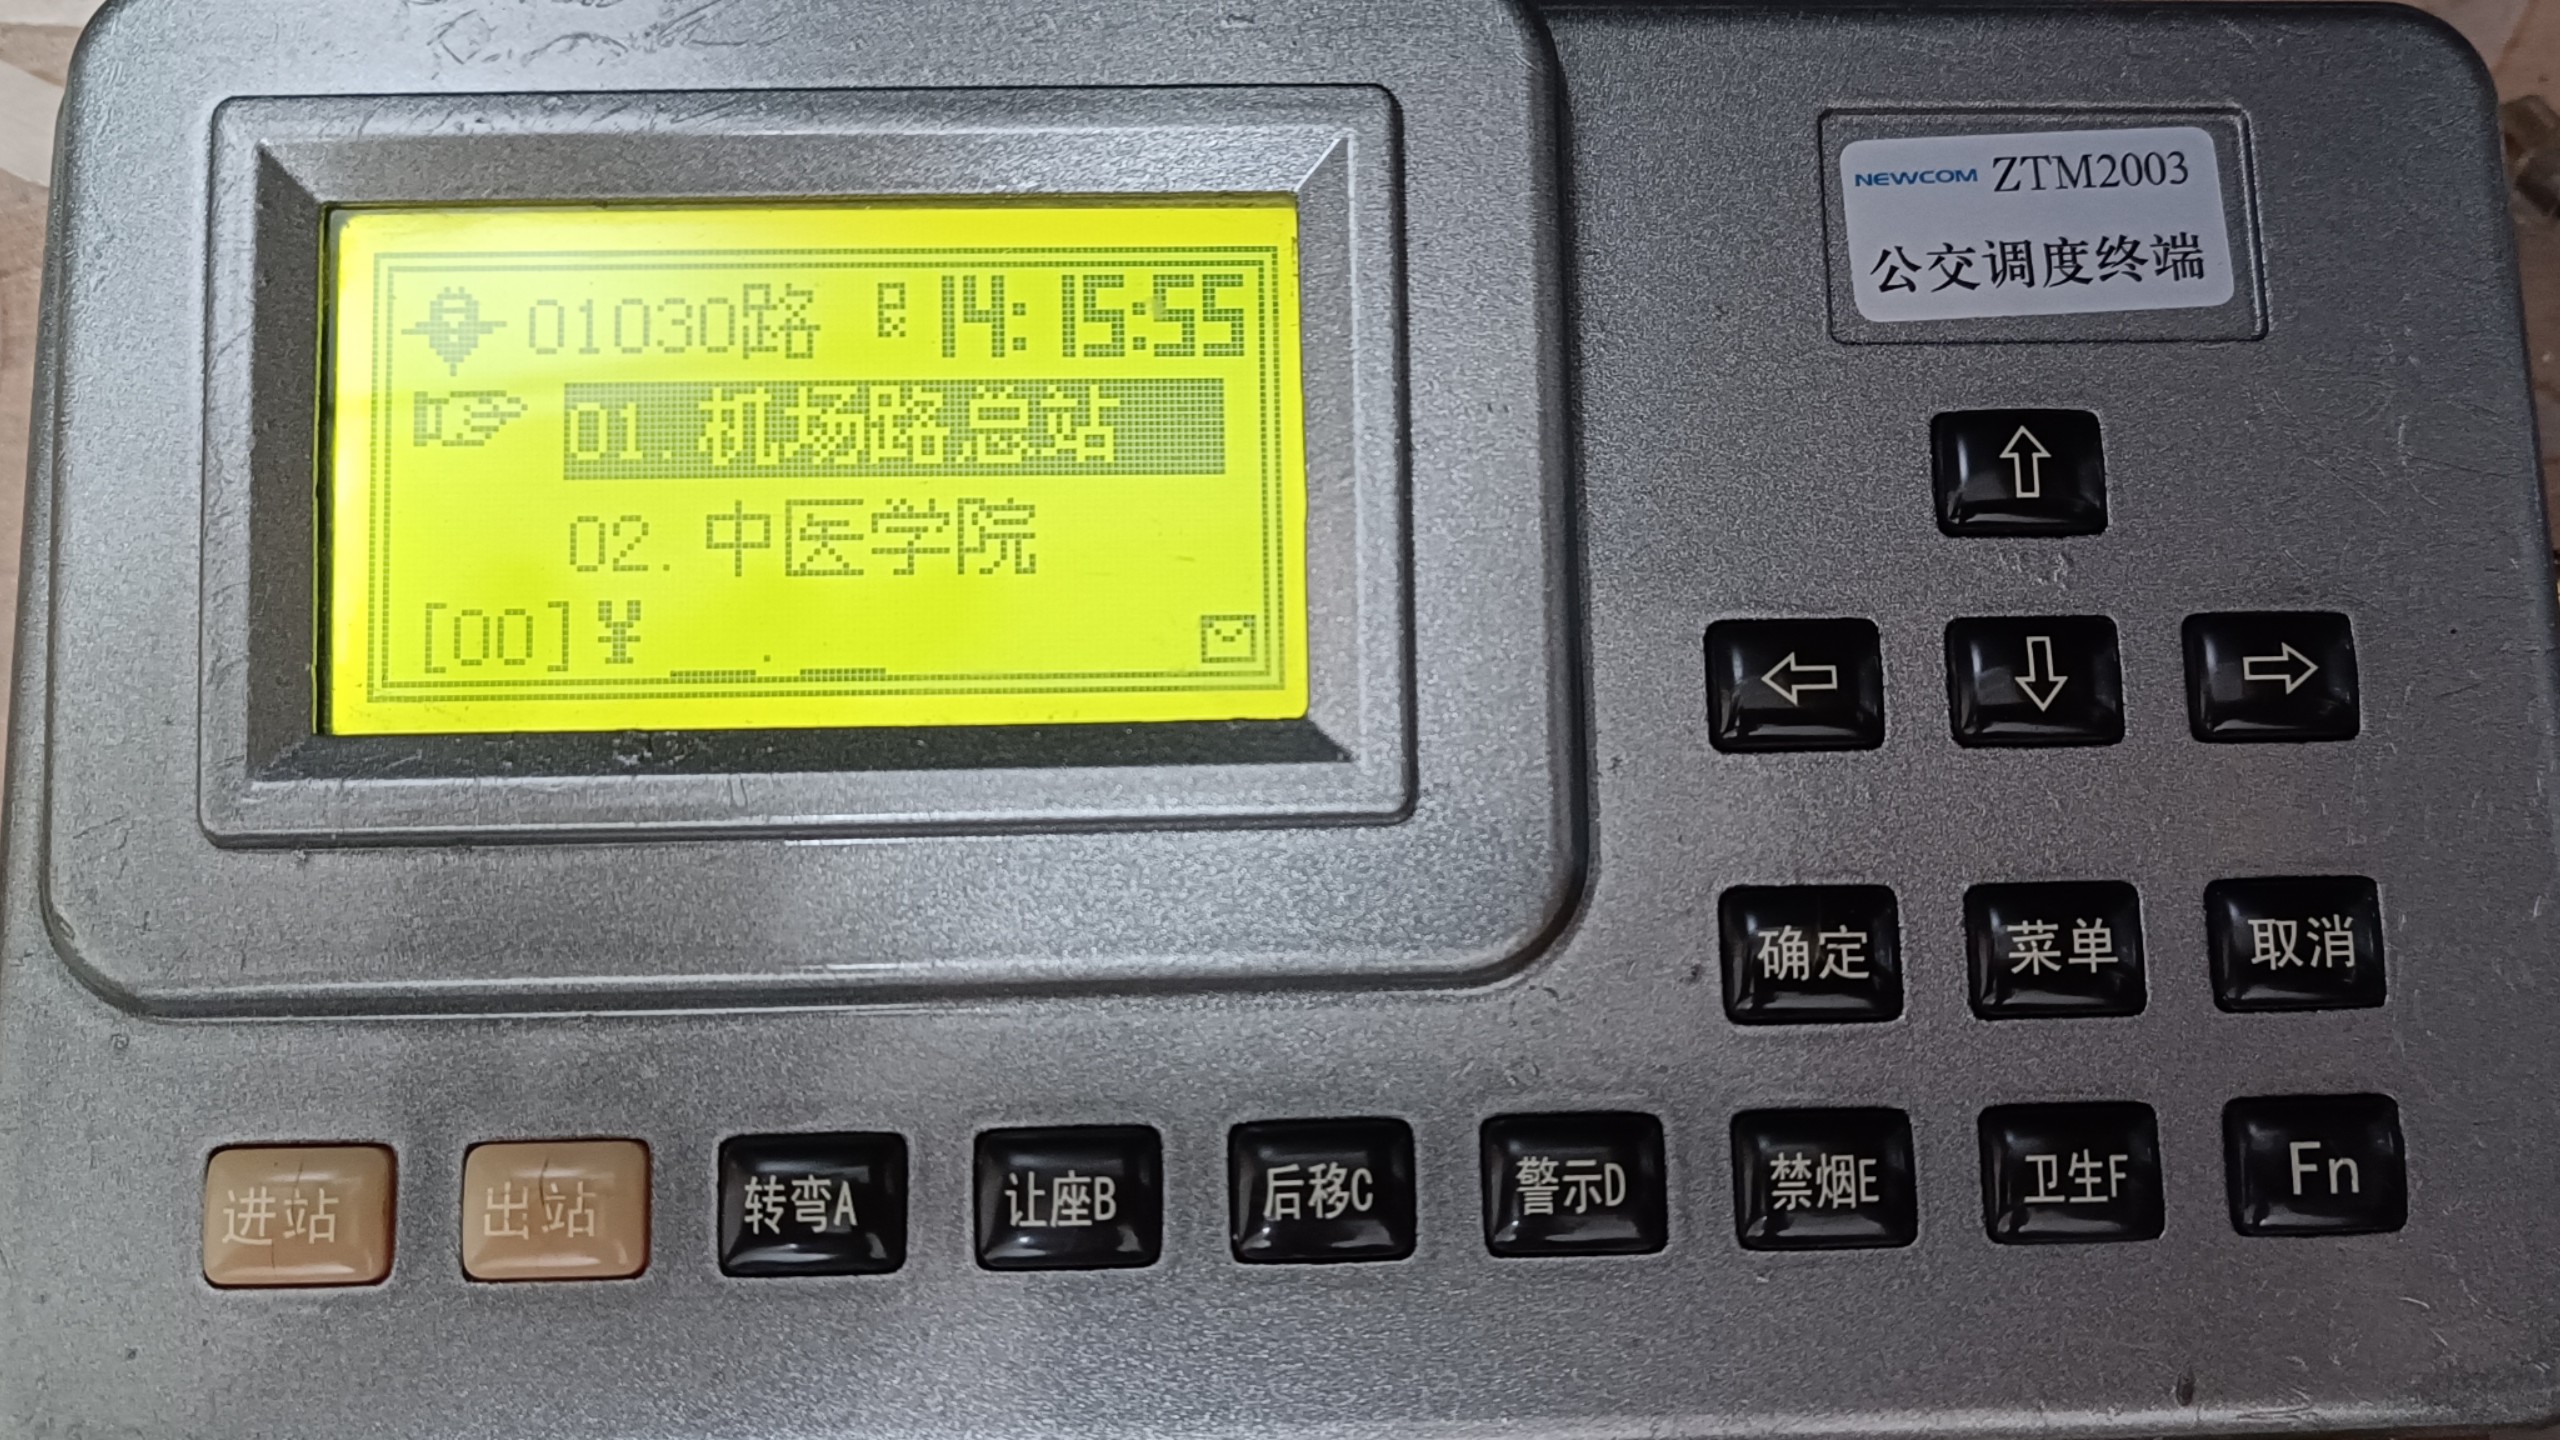 NEWCOM ZTM2003
公交调度终端
01030路 14:15:55
01.机场路总站
02.中医学院
[00]¥__.__
确定 菜单 取消
进站 出站 转弯A 让座B 后移C 警示D 禁烟E 卫生F Fn